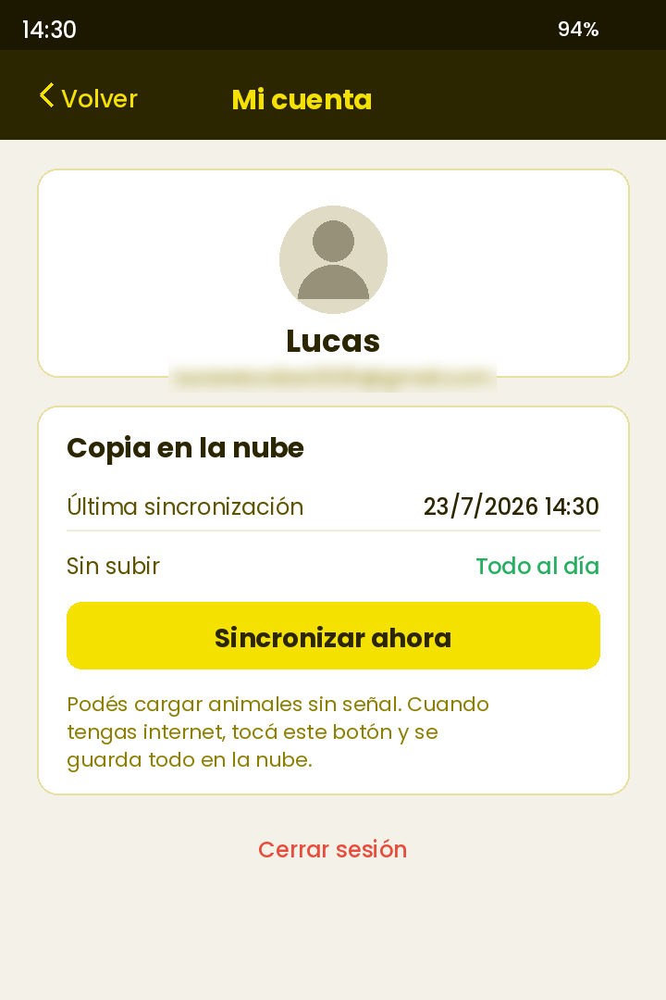 14:30
94%
Volver
Mi cuenta
Lucas
Copia en la nube
Última sincronización
23/7/2026 14:30
Sin subir
Todo al día
Sincronizar ahora
Podés cargar animales sin señal. Cuando
tengas internet, tocá este botón y se
guarda todo en la nube.
Cerrar sesión